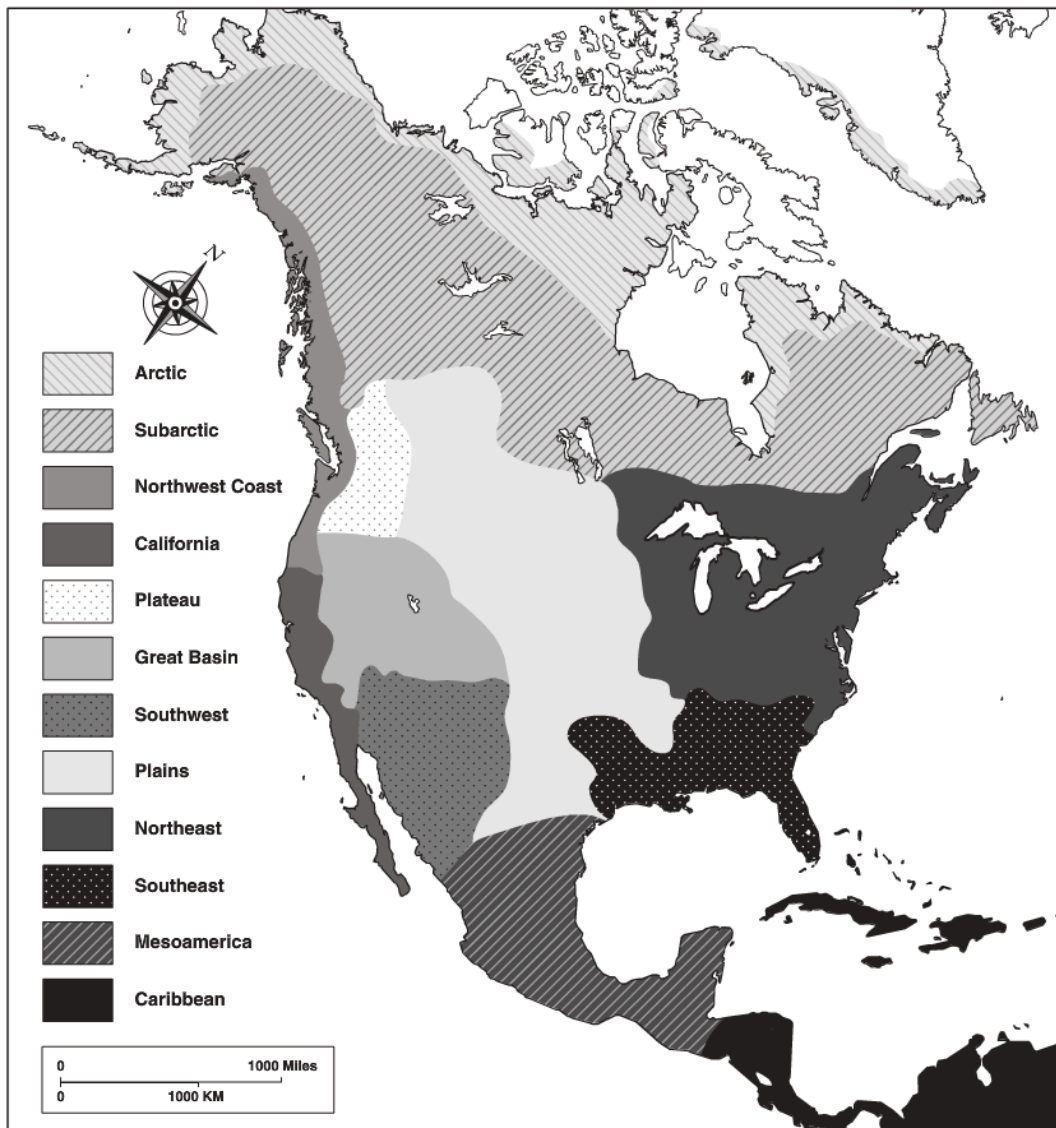 N
Arctic
Subarctic
Northwest Coast
California
Plateau
Great Basin
Southwest
Plains
Northeast
Southeast
Mesoamerica
Caribbean
0 1000 Miles
0 1000 KM